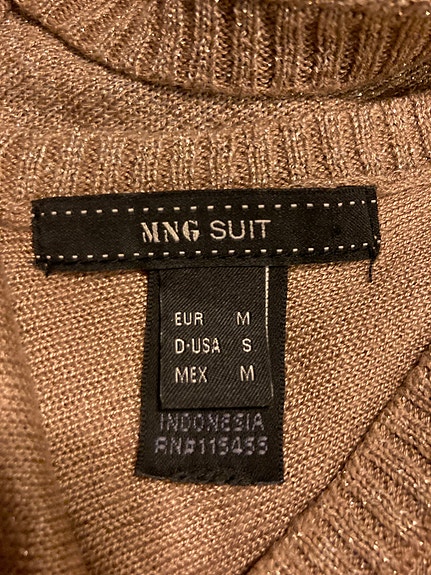 MNG SUIT
EUR M
D·USA S
MEX M
INDONESIA
RN#115455